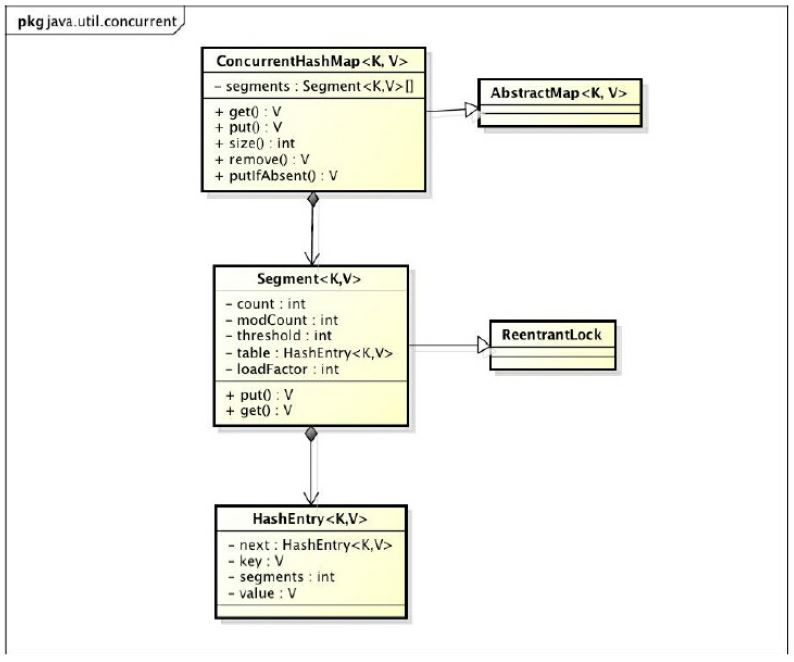 pkg java.util.concurrent
ConcurrentHashMap<K, V>
- segments : Segment<K,V>[]
+ get() : V
+ put() : V
+ size() : int
+ remove() : V
+ putIfAbsent() : V
AbstractMap<K, V>
Segment<K,V>
- count : int
- modCount : int
- threshold : int
- table : HashEntry<K,V>
- loadFactor : int
+ put() : V
+ get() : V
ReentrantLock
HashEntry<K,V>
- next : HashEntry<K,V>
- key : V
- segments : int
- value : V